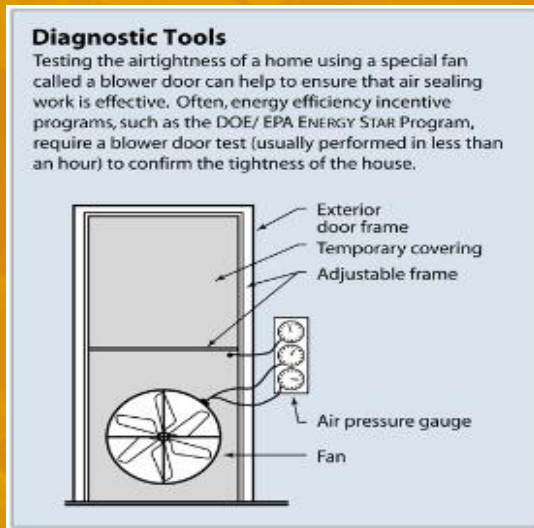 Diagnostic Tools
Testing the airtightness of a home using a special fan
called a blower door can help to ensure that air sealing
work is effective. Often, energy efficiency incentive
programs, such as the DOE/ EPA ENERGY STAR Program,
require a blower door test (usually performed in less than
an hour) to confirm the tightness of the house.
Exterior
door frame
Temporary covering
Adjustable frame
Air pressure gauge
Fan